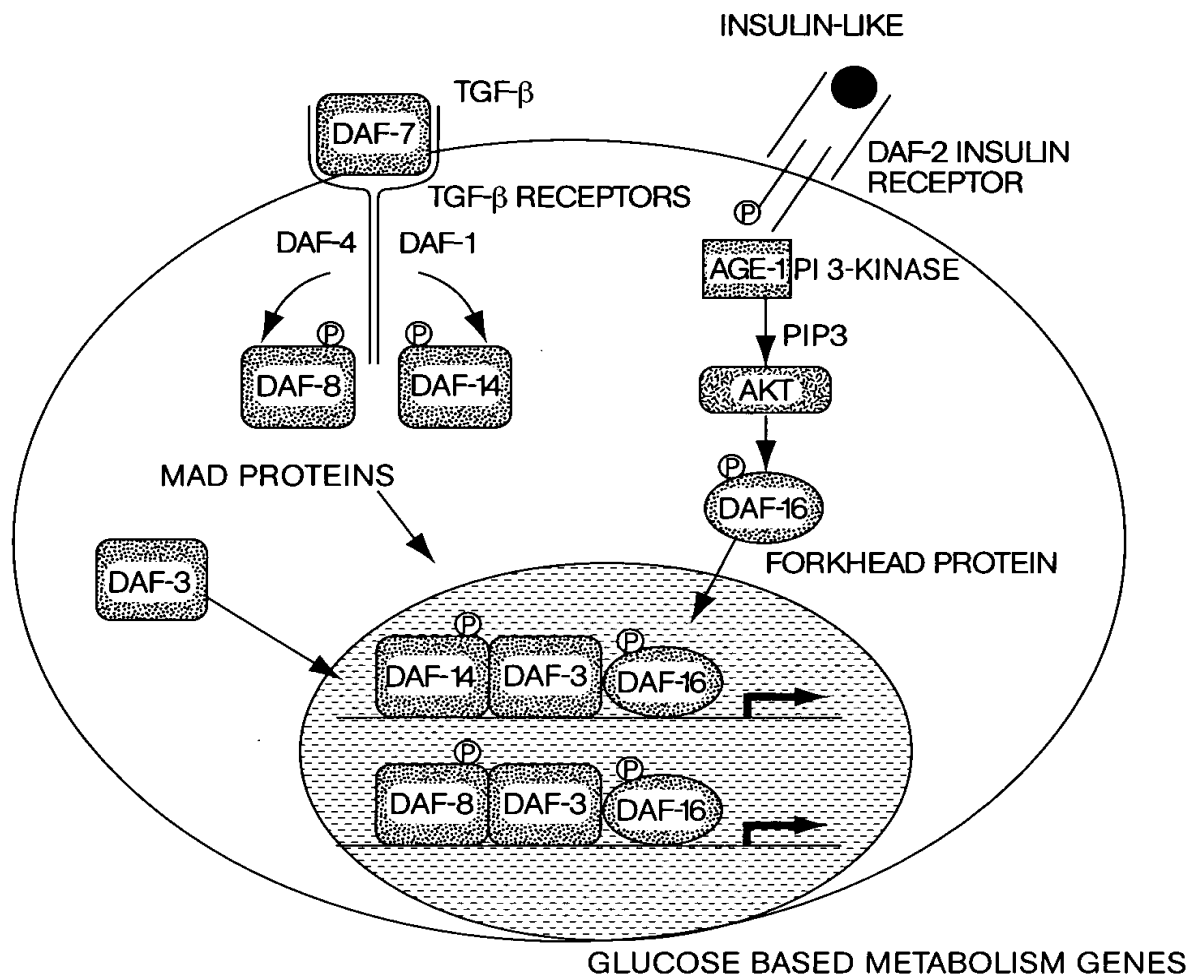 INSULIN-LIKE
TGF-β
DAF-7
DAF-2 INSULIN
RECEPTOR
TGF-β RECEPTORS
P
DAF-4
DAF-1
AGE-1
PI 3-KINASE
PIP3
P
P
DAF-8
DAF-14
AKT
MAD PROTEINS
P
DAF-16
FORKHEAD PROTEIN
DAF-3
P
P
DAF-14
DAF-3
DAF-16
P
P
DAF-8
DAF-3
DAF-16
GLUCOSE BASED METABOLISM GENES